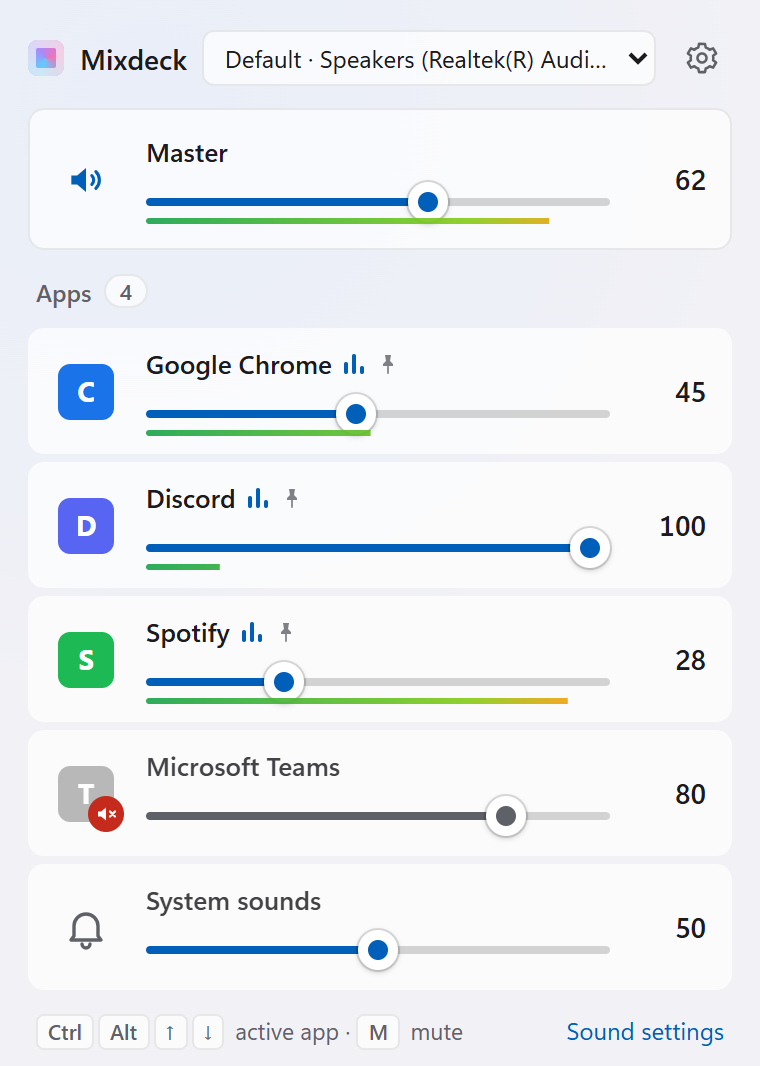 Mixdeck Default · Speakers (Realtek(R) Audi...
Master
62
Apps 4
Google Chrome
C 45
Discord
D 100
Spotify
S 28
Microsoft Teams
T 80
System sounds
50
Ctrl Alt ↑ ↓ active app · M mute Sound settings